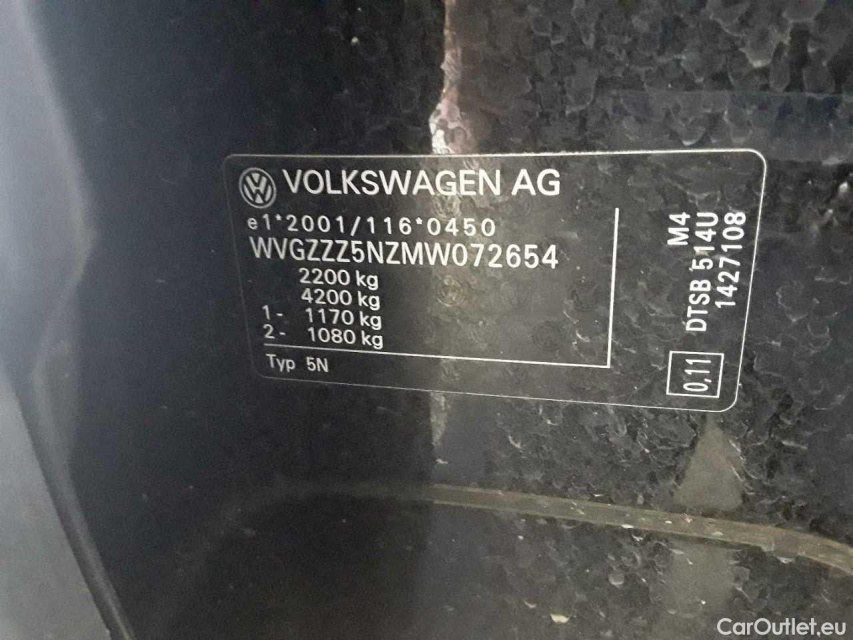 VOLKSWAGEN AG
e1*2001/116*0450
WVGZZZ5NZMW072654
2200 kg
4200 kg
1- 1170 kg
2- 1080 kg
Typ 5N
M4
DTSB 514U
1427108
0,11
CarOutlet.eu